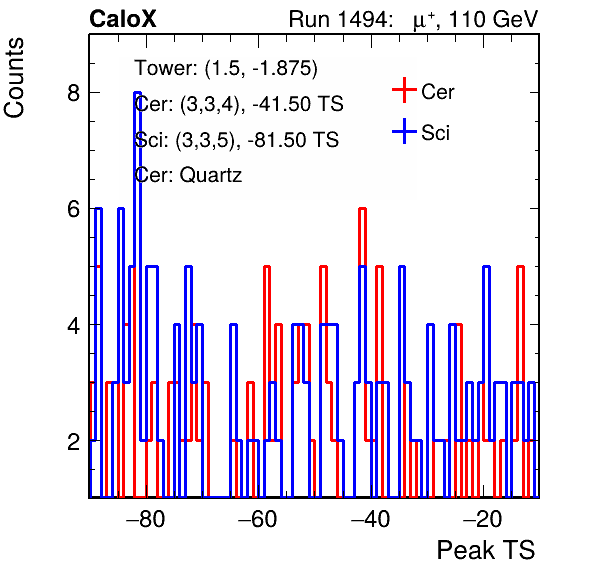 CaloX Run 1494: μ⁺, 110 GeV
Counts
Tower: (1.5, -1.875)
Cer: (3,3,4), -41.50 TS
Sci: (3,3,5), -81.50 TS
Cer: Quartz
Cer
Sci
8
6
4
2
−80 −60 −40 −20
Peak TS